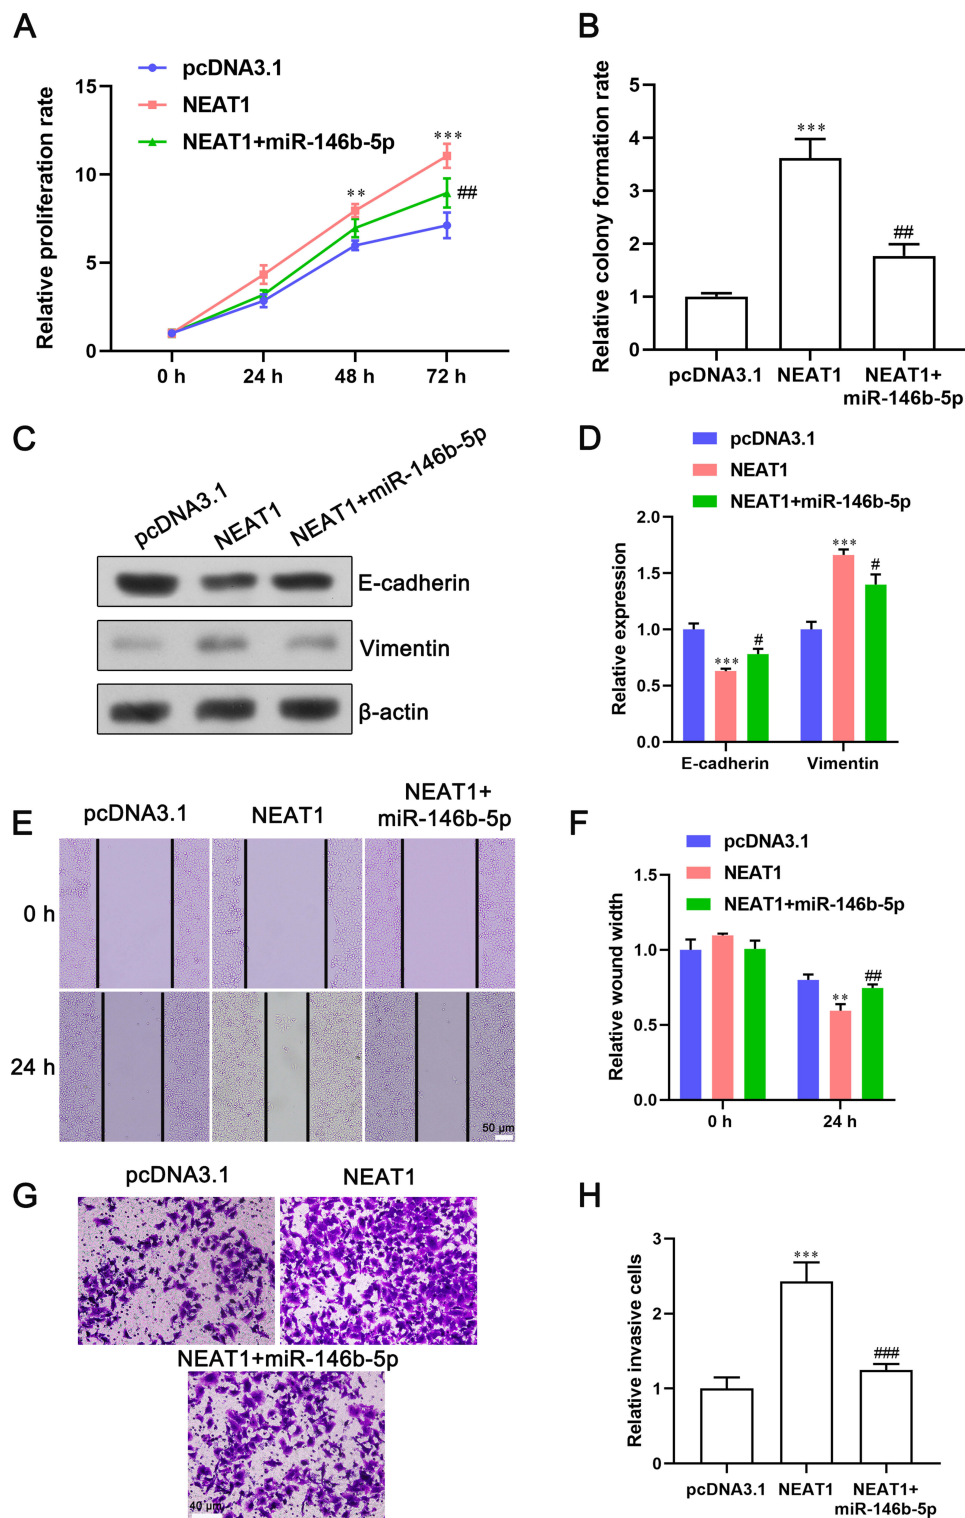 A
pcDNA3.1
NEAT1
NEAT1+miR-146b-5p
Relative proliferation rate
15
10
5
0
***
**
##
0 h 24 h 48 h 72 h
B
Relative colony formation rate
5
4
3
2
1
0
***
##
pcDNA3.1 NEAT1 NEAT1+
miR-146b-5p
C
pcDNA3.1 NEAT1 NEAT1+miR-146b-5p
E-cadherin
Vimentin
β-actin
D
pcDNA3.1
NEAT1
NEAT1+miR-146b-5p
Relative expression
2.0
1.5
1.0
0.5
0.0
***
#
***
#
E-cadherin Vimentin
E
pcDNA3.1 NEAT1 NEAT1+
miR-146b-5p
0 h
24 h
50 μm
F
pcDNA3.1
NEAT1
NEAT1+miR-146b-5p
Relative wound width
1.5
1.0
0.5
0.0
**
##
0 h 24 h
G
pcDNA3.1 NEAT1
NEAT1+miR-146b-5p
40 μm
H
Relative invasive cells
3
2
1
0
***
###
pcDNA3.1 NEAT1 NEAT1+
miR-146b-5p